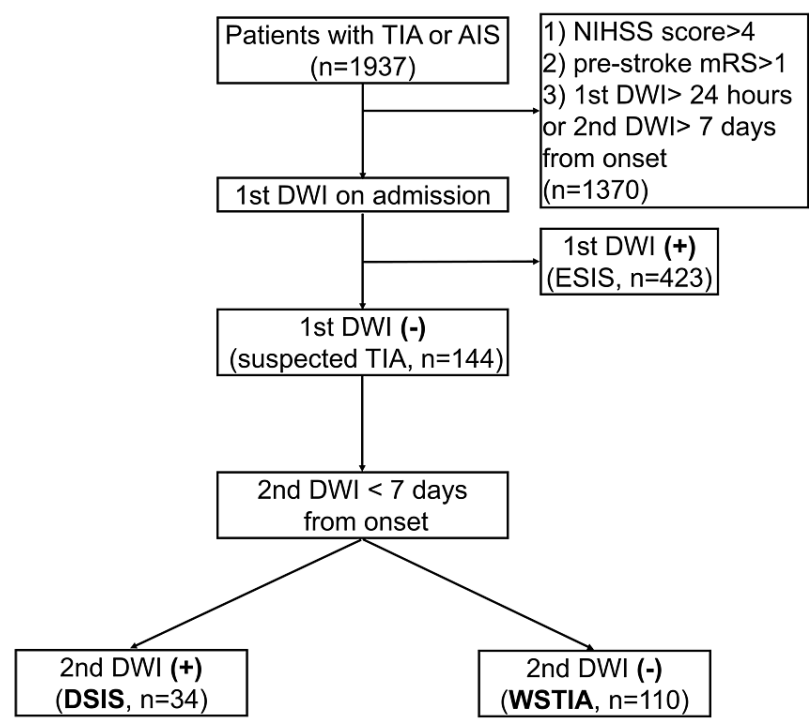 Patients with TIA or AIS
(n=1937)
1) NIHSS score>4
2) pre-stroke mRS>1
3) 1st DWI> 24 hours
or 2nd DWI> 7 days
from onset
(n=1370)
1st DWI on admission
1st DWI (+)
(ESIS, n=423)
1st DWI (-)
(suspected TIA, n=144)
2nd DWI < 7 days
from onset
2nd DWI (+)
(DSIS, n=34)
2nd DWI (-)
(WSTIA, n=110)